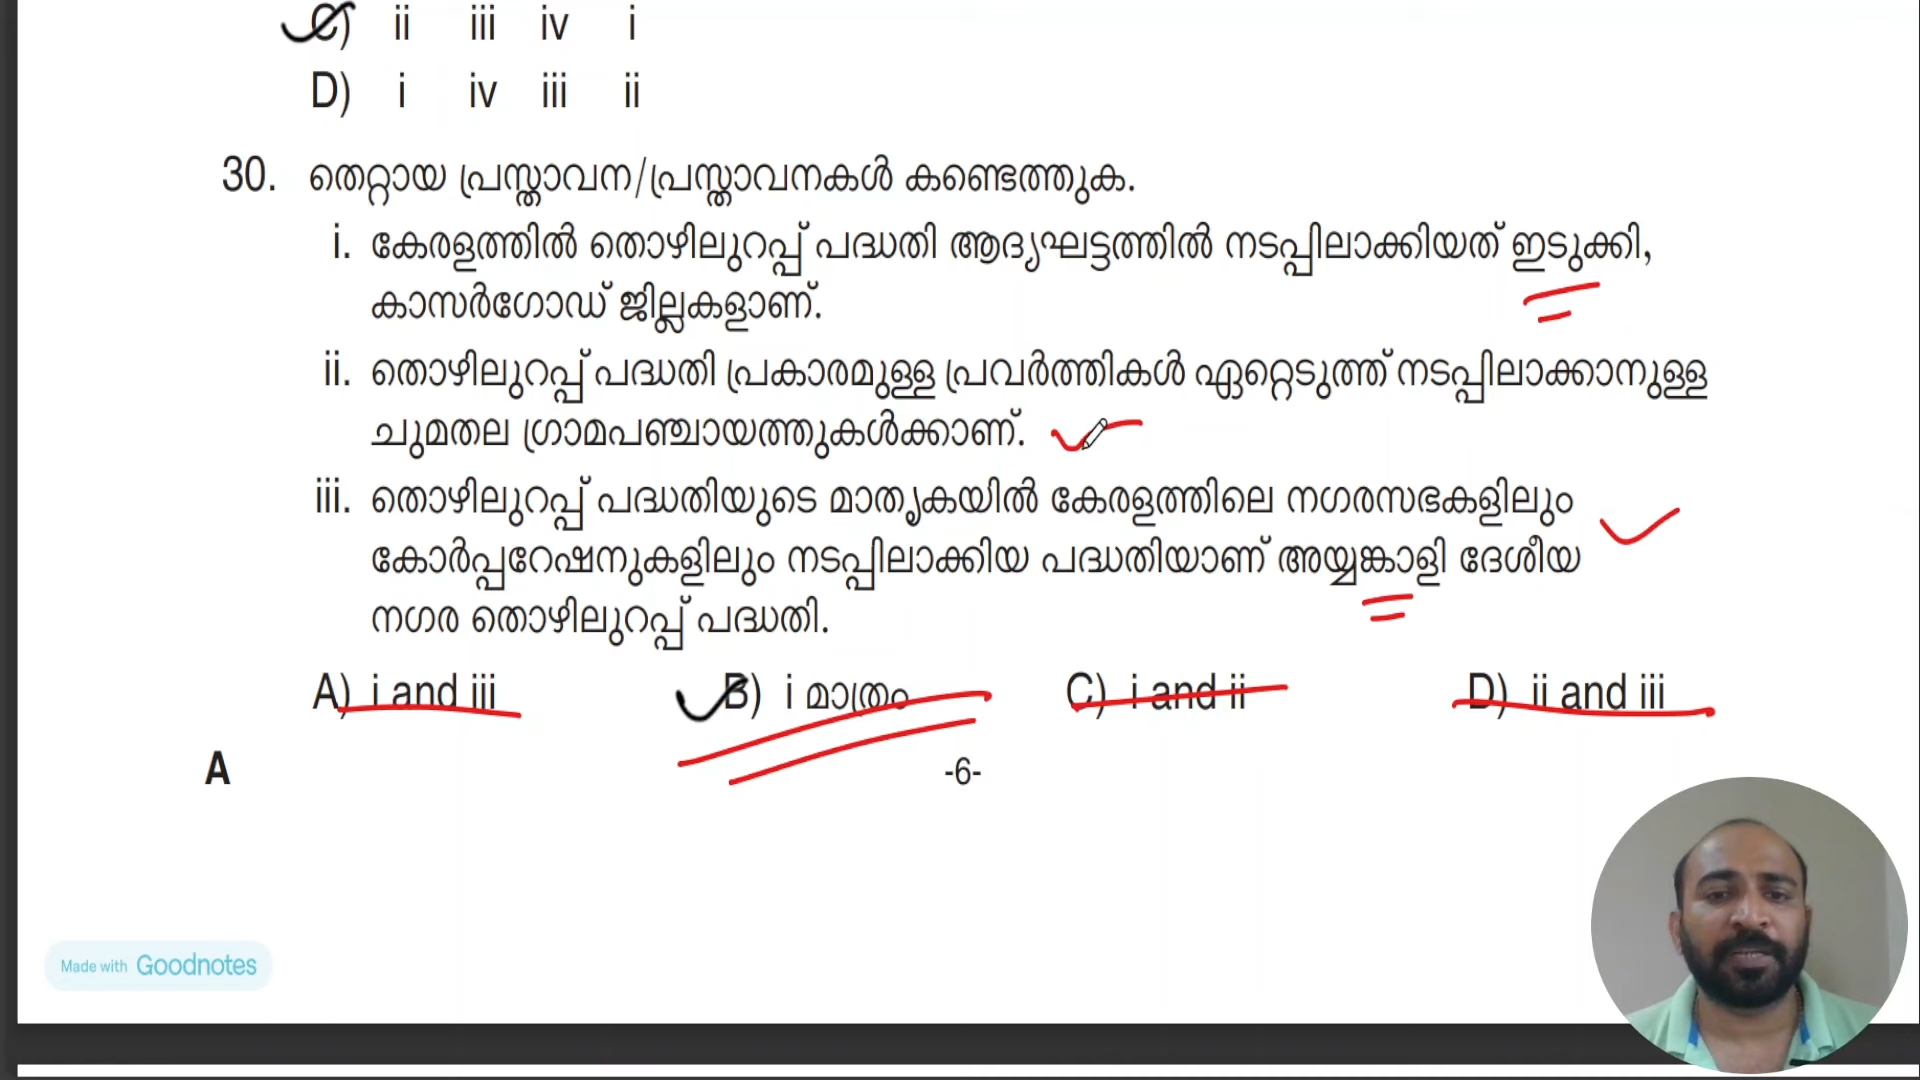 C) ii iii iv i
D) i iv iii ii
30. തെറ്റായ പ്രസ്താവന/പ്രസ്താവനകൾ കണ്ടെത്തുക.
i. കേരളത്തിൽ തൊഴിലുറപ്പ് പദ്ധതി ആദ്യഘട്ടത്തിൽ നടപ്പിലാക്കിയത് ഇടുക്കി,
കാസർഗോഡ് ജില്ലകളാണ്.
ii. തൊഴിലുറപ്പ് പദ്ധതി പ്രകാരമുള്ള പ്രവർത്തികൾ ഏറ്റെടുത്ത് നടപ്പിലാക്കാനുള്ള
ചുമതല ഗ്രാമപഞ്ചായത്തുകൾക്കാണ്.
iii. തൊഴിലുറപ്പ് പദ്ധതിയുടെ മാതൃകയിൽ കേരളത്തിലെ നഗരസഭകളിലും
കോർപ്പറേഷനുകളിലും നടപ്പിലാക്കിയ പദ്ധതിയാണ് അയ്യങ്കാളി ദേശീയ
നഗര തൊഴിലുറപ്പ് പദ്ധതി.
A) i and iii B) i മാത്രം C) i and ii D) ii and iii
A -6-
Made with Goodnotes